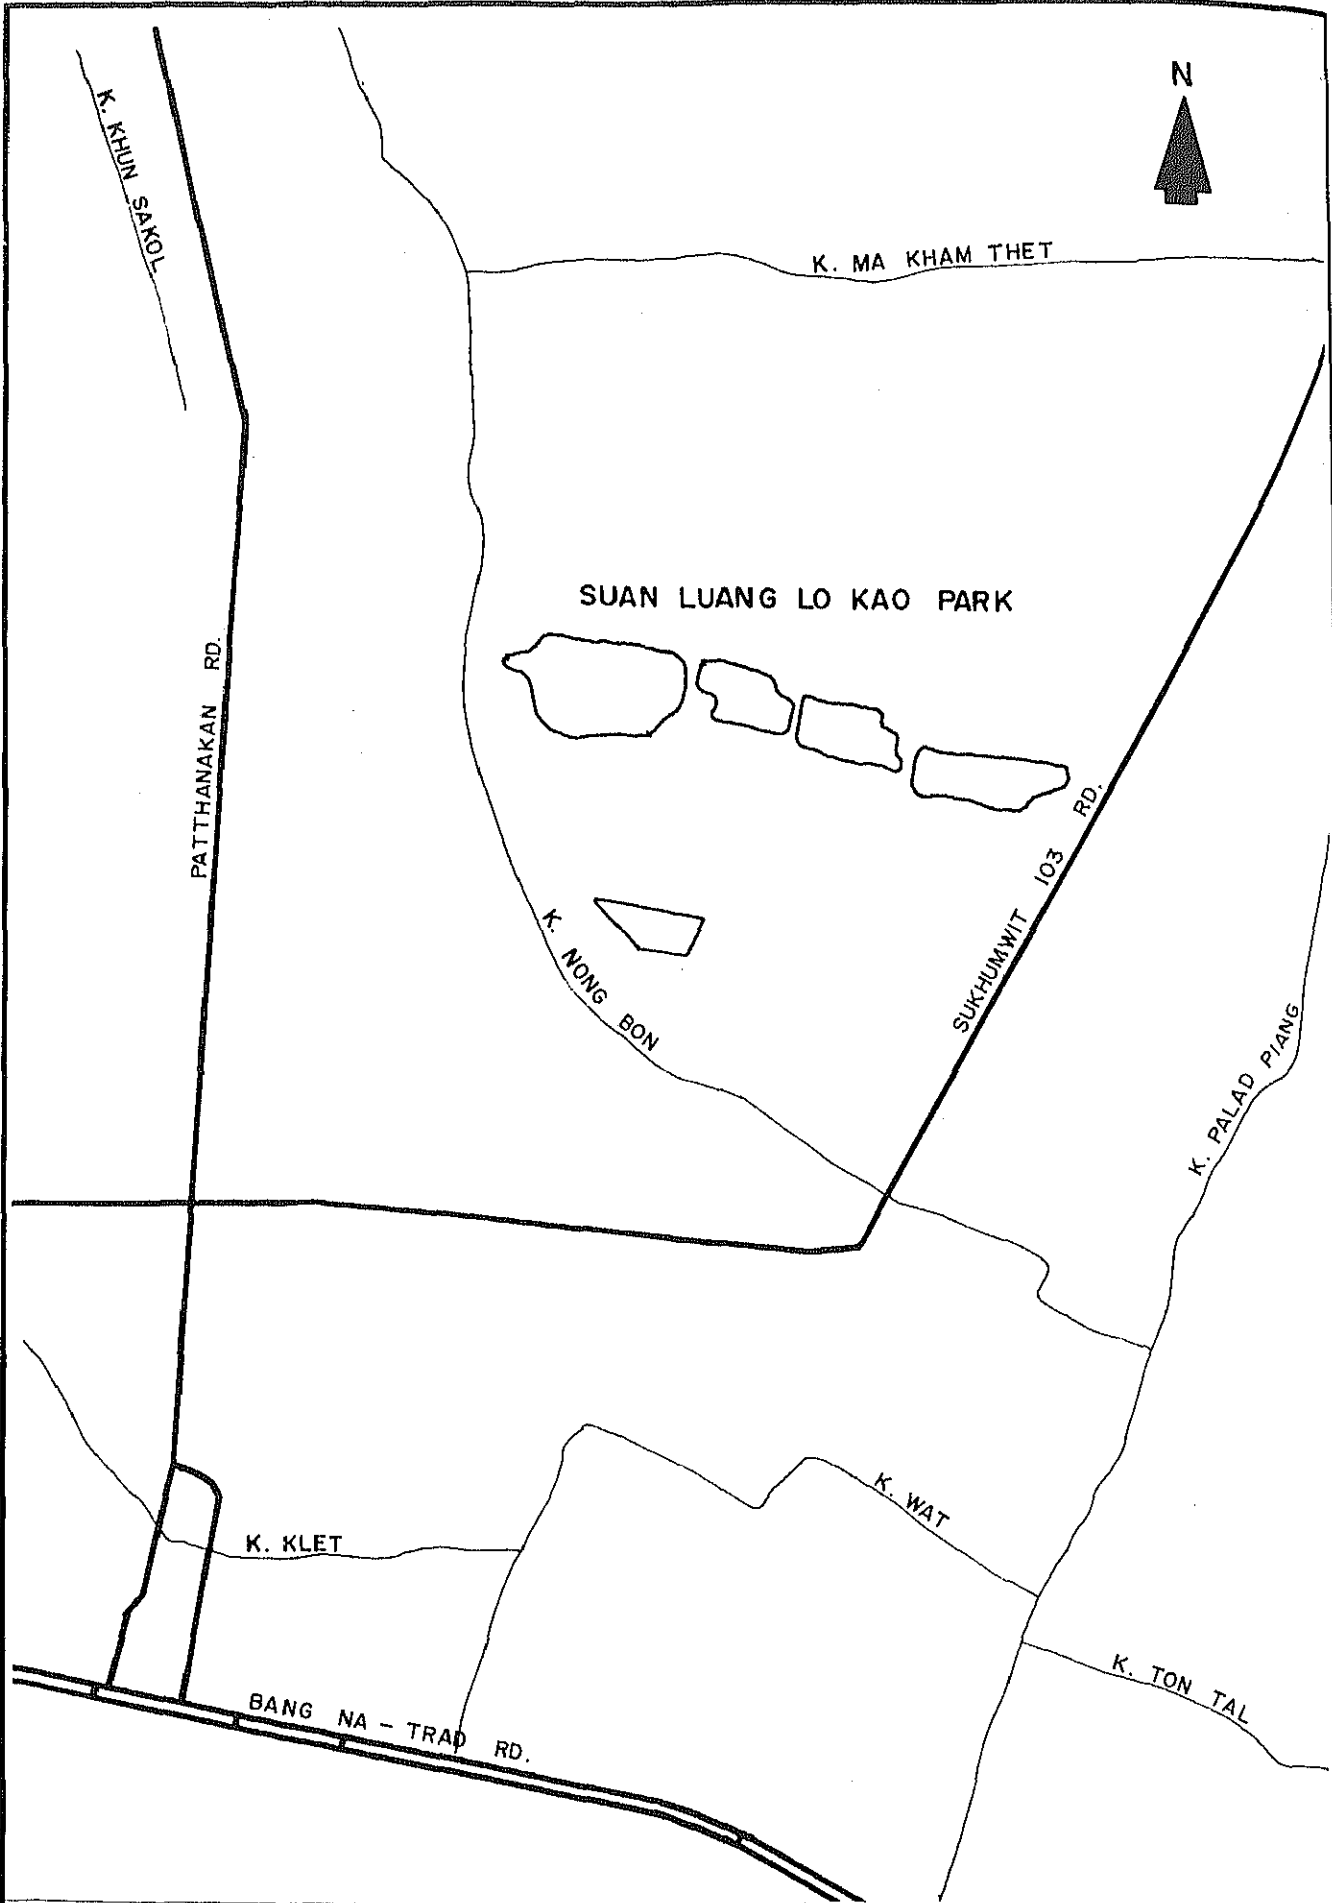 N
K. KHUN SAKOL
K. MA KHAM THET
SUAN LUANG LO KAO PARK
PATTHANAKAN RD.
SUKHUMWIT 103 RD.
K. NONG BON
K. PALAD PIANG
K. WAT
K. KLET
K. TON TAL
BANG NA - TRAD RD.